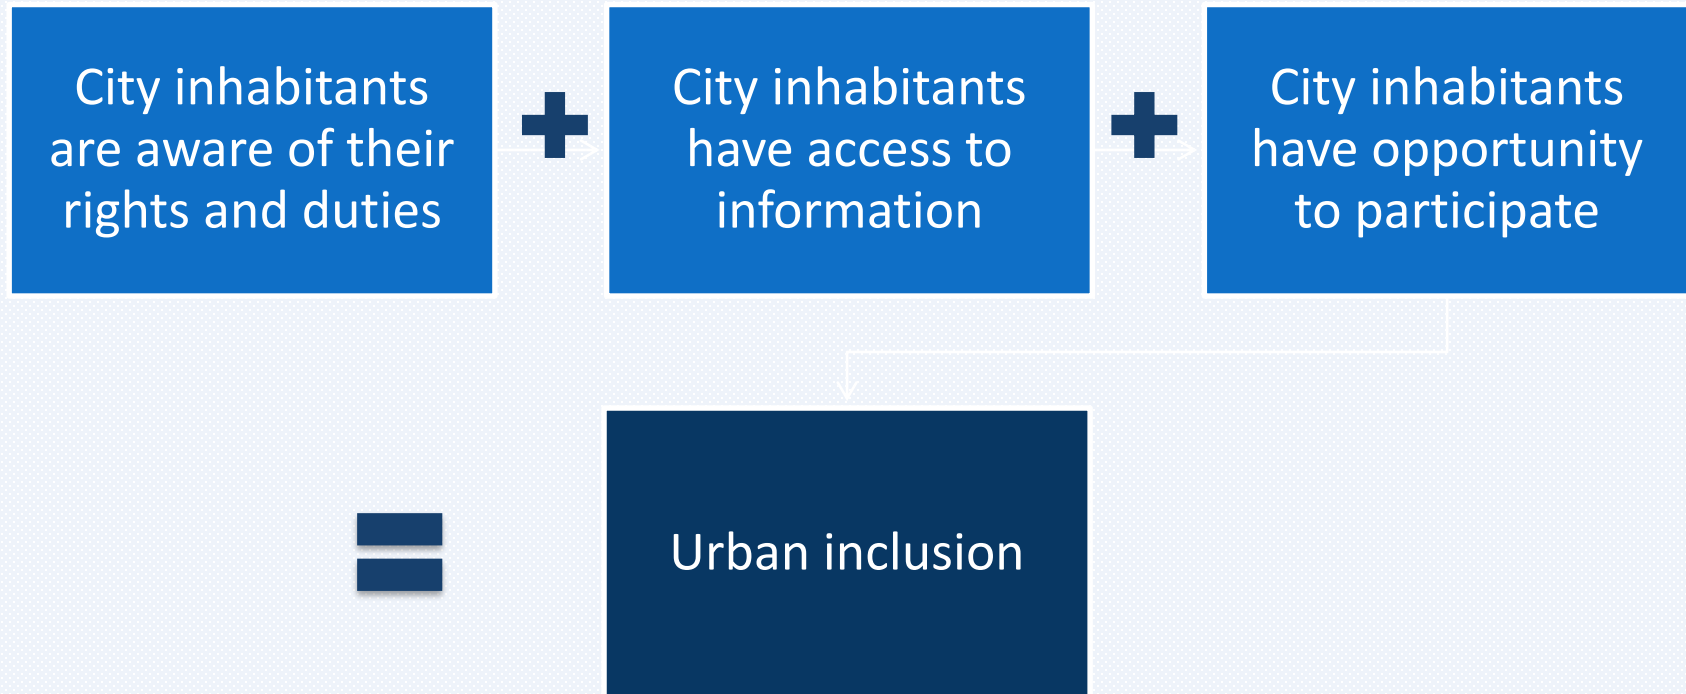 City inhabitants
are aware of their
rights and duties
City inhabitants
have access to
information
City inhabitants
have opportunity
to participate
Urban inclusion